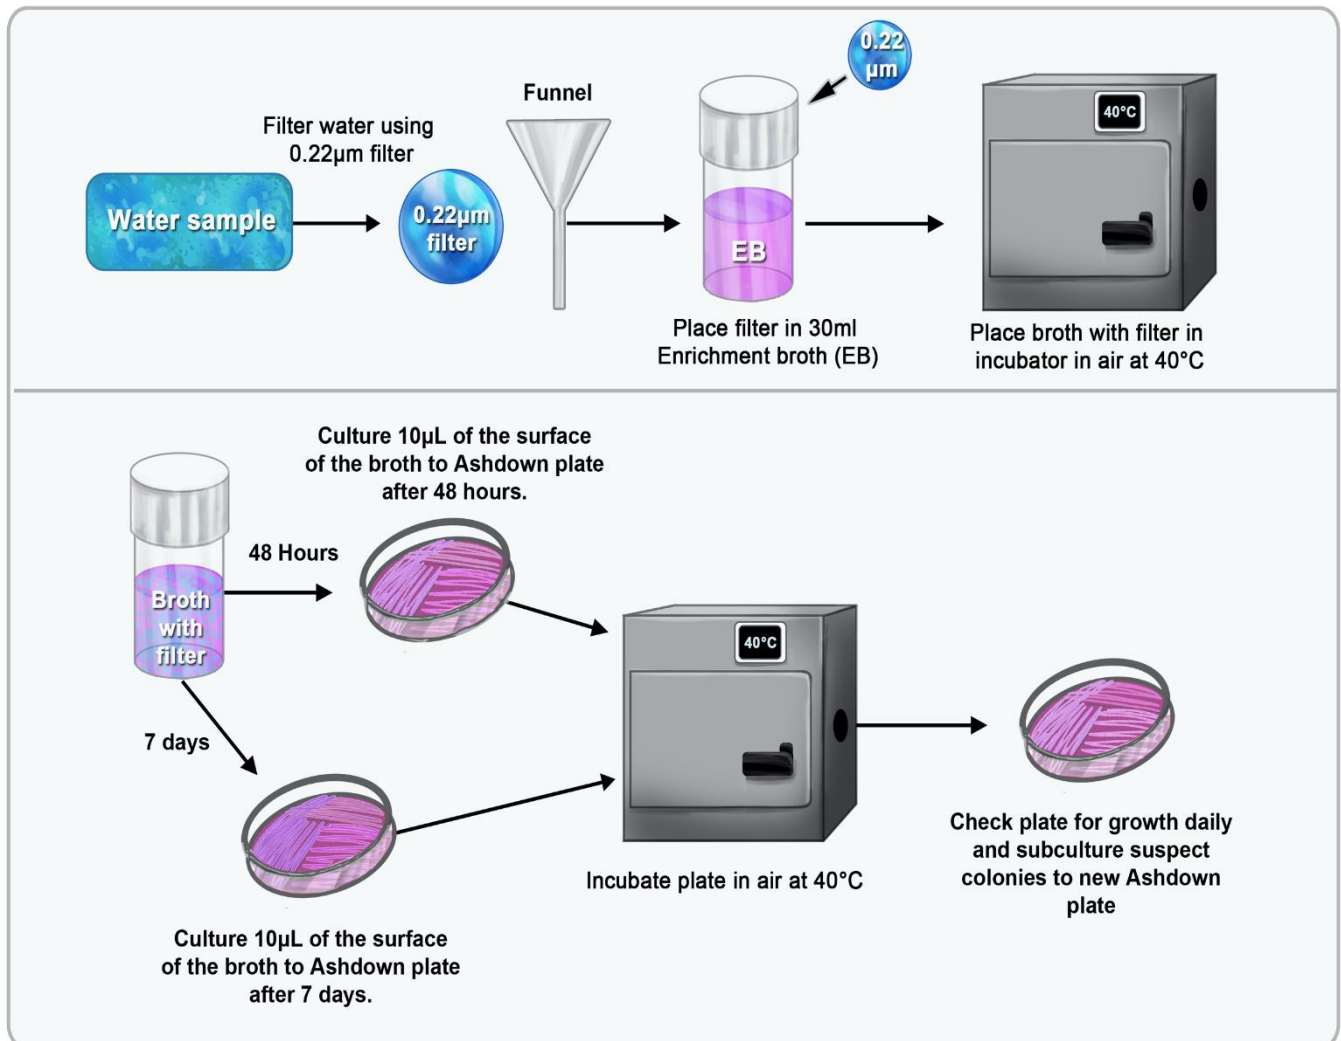 Filter water using
0.22µm filter
Water sample
0.22µm
filter
Funnel
0.22
µm
EB
Place filter in 30ml
Enrichment broth (EB)
40°C
Place broth with filter in
incubator in air at 40°C
Culture 10µL of the surface
of the broth to Ashdown plate
after 48 hours.
48 Hours
Broth
with
filter
7 days
Culture 10µL of the surface
of the broth to Ashdown plate
after 7 days.
40°C
Incubate plate in air at 40°C
Check plate for growth daily
and subculture suspect
colonies to new Ashdown
plate